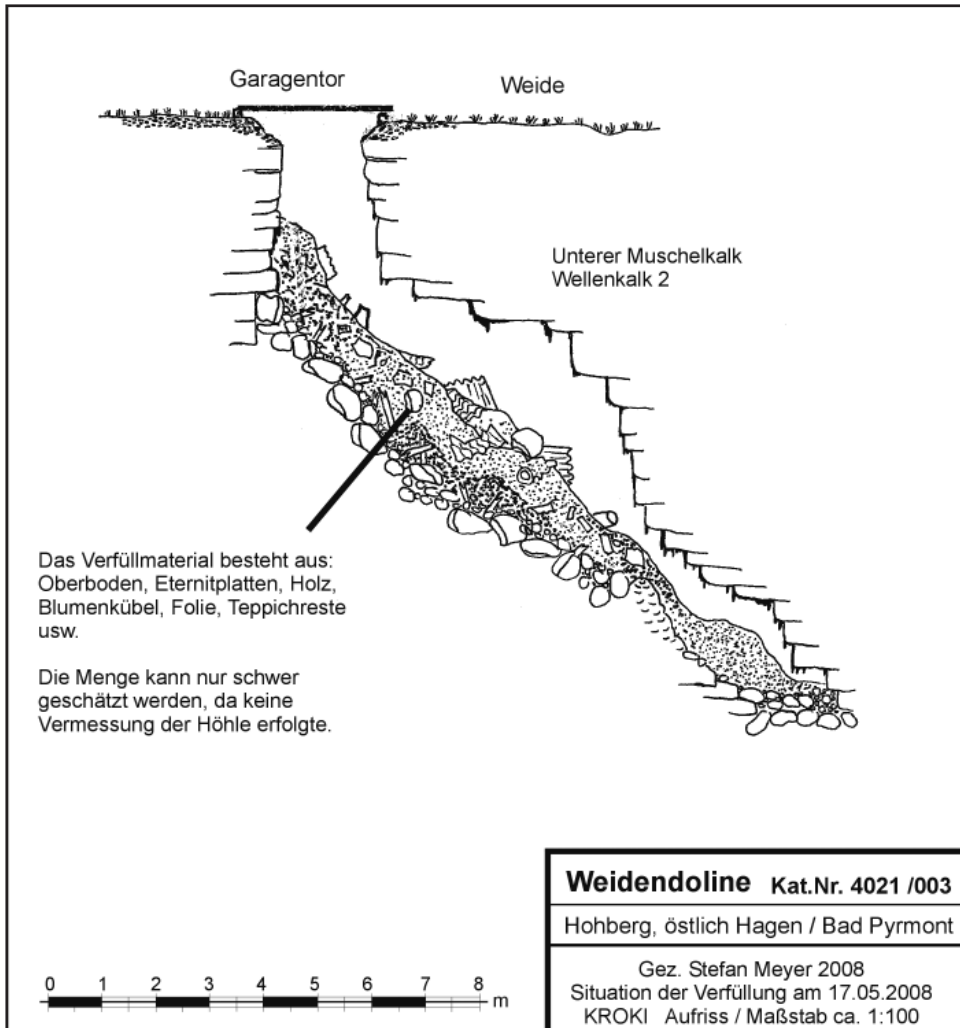 Garagentor
Weide
Unterer Muschelkalk
Wellenkalk 2
Das Verfüllmaterial besteht aus:
Oberboden, Eternitplatten, Holz,
Blumenkübel, Folie, Teppichreste
usw.
Die Menge kann nur schwer
geschätzt werden, da keine
Vermessung der Höhle erfolgte.
Weidendoline Kat.Nr. 4021 /003
Hohberg, östlich Hagen / Bad Pyrmont
Gez. Stefan Meyer 2008
Situation der Verfüllung am 17.05.2008
KROKI Aufriss / Maßstab ca. 1:100
0 1 2 3 4 5 6 7 8
m